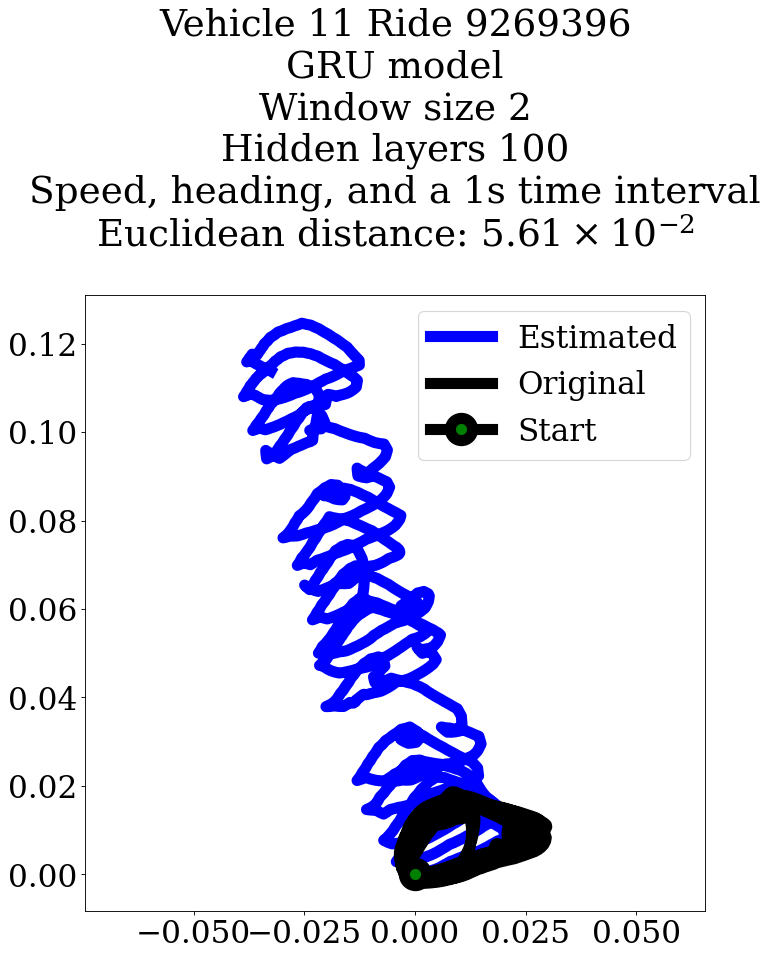 Vehicle 11 Ride 9269396
GRU model
Window size 2
Hidden layers 100
Speed, heading, and a 1s time interval
Euclidean distance: 5.61 × 10⁻²
Estimated
Original
Start
0.12
0.10
0.08
0.06
0.04
0.02
0.00
−0.050
−0.025
0.000
0.025
0.050